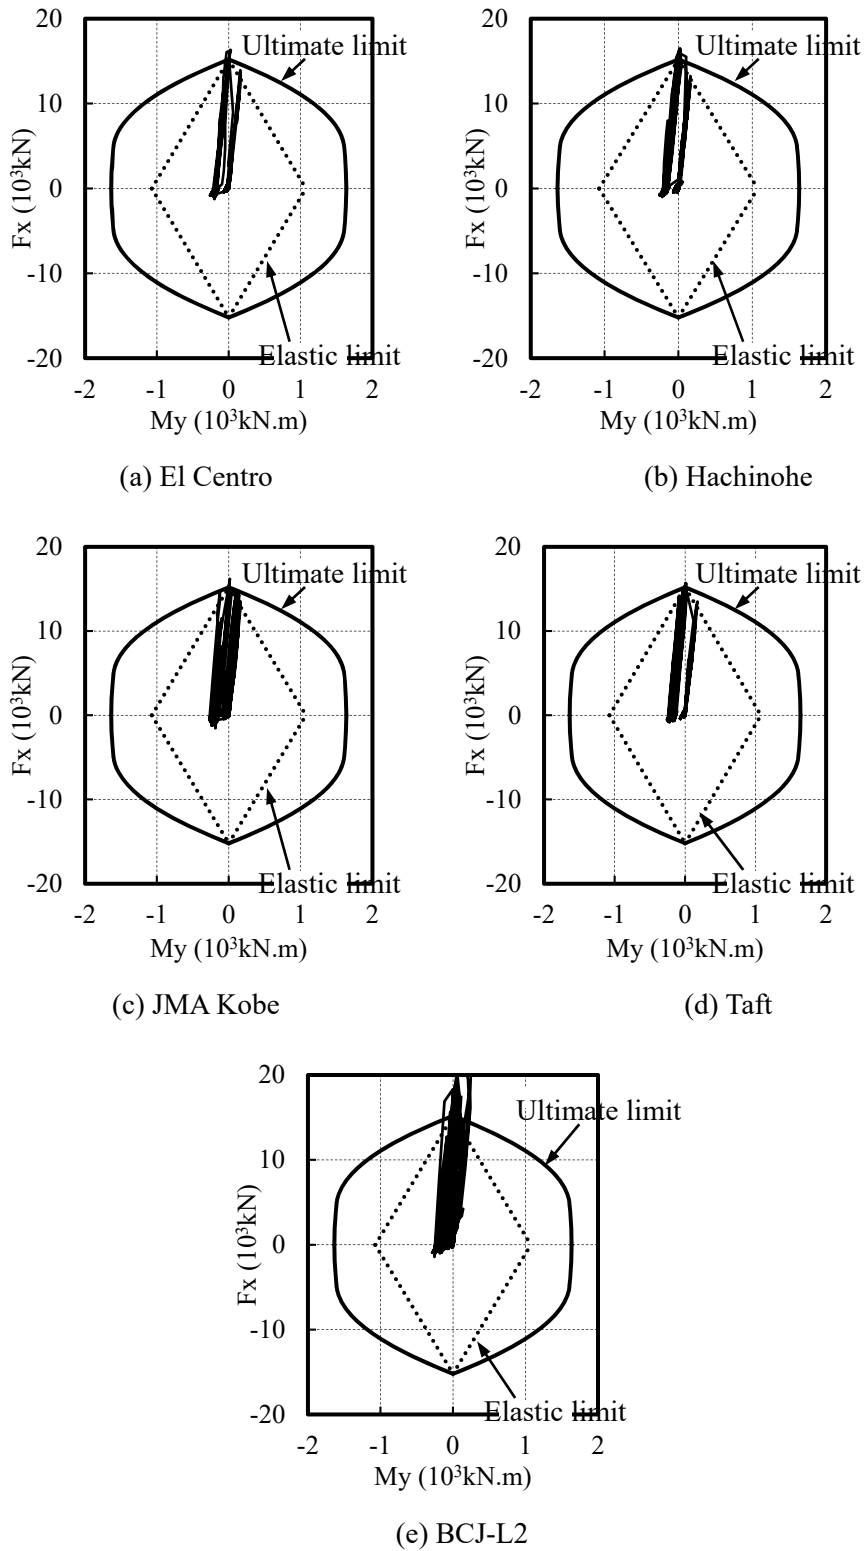 20
10
0
-10
-20
Fx (10³kN)
Ultimate limit
Elastic limit
-2 -1 0 1 2
My (10³kN.m)
(a) El Centro
20
10
0
-10
-20
Fx (10³kN)
Ultimate limit
Elastic limit
-2 -1 0 1 2
My (10³kN.m)
(b) Hachinohe
20
10
0
-10
-20
Fx (10³kN)
Ultimate limit
Elastic limit
-2 -1 0 1 2
My (10³kN.m)
(c) JMA Kobe
20
10
0
-10
-20
Fx (10³kN)
Ultimate limit
Elastic limit
-2 -1 0 1 2
My (10³kN.m)
(d) Taft
20
10
0
-10
-20
Fx (10³kN)
Ultimate limit
Elastic limit
-2 -1 0 1 2
My (10³kN.m)
(e) BCJ-L2